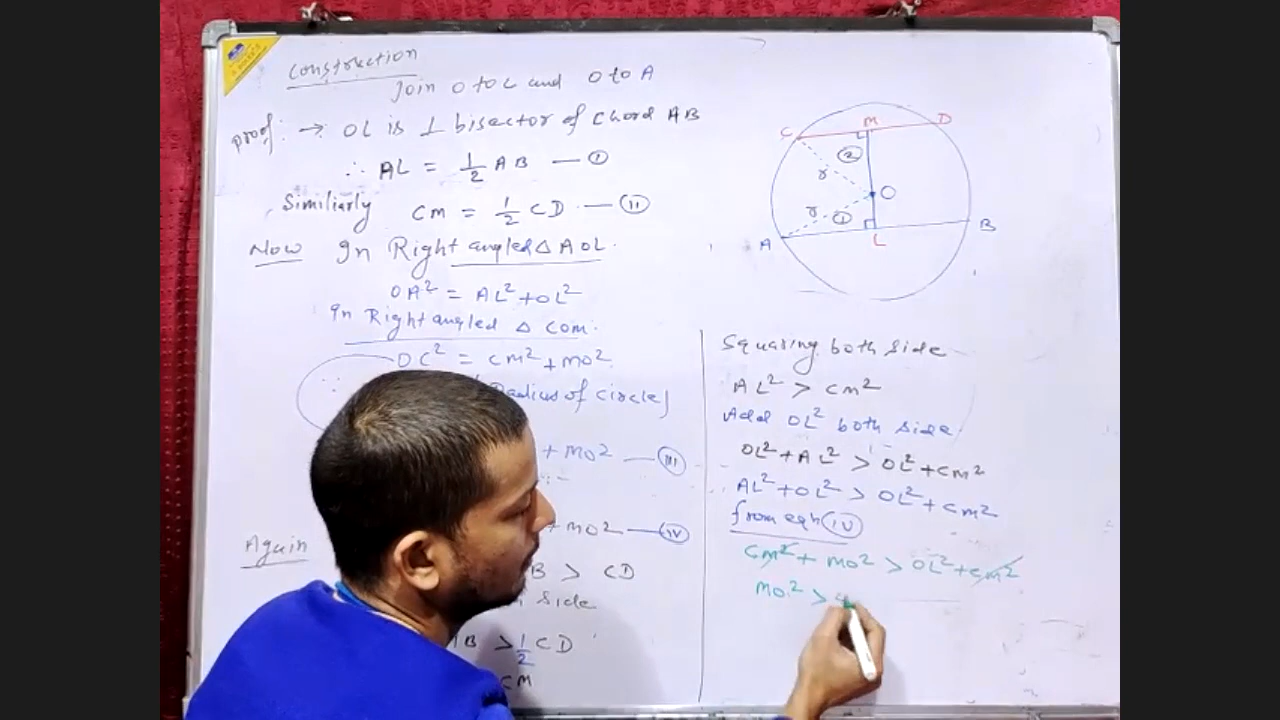 Construction
Join O to C and O to A
Proof: → OL is ⊥ bisector of Chord AB
∴ AL = 1/2 AB — (I)
Similiarly CM = 1/2 CD — (II)
Now In Right angled Δ AOL.
OA² = AL² + OL²
In Right angled Δ COM.
OC² = CM² + MO²
Radius of circle)
+ MO² — (III)
+ MO² — (IV)
Again B > CD
Side
AB > 1/2 CD
CM
C M D
(2)
r
O
r (1)
A L B
Squaring both side
AL² > CM²
Add OL² both side
OL² + AL² > OL² + CM²
AL² + OL² > OL² + CM²
from eqn (IV)
CM² + MO² > OL² + CM²
MO² >